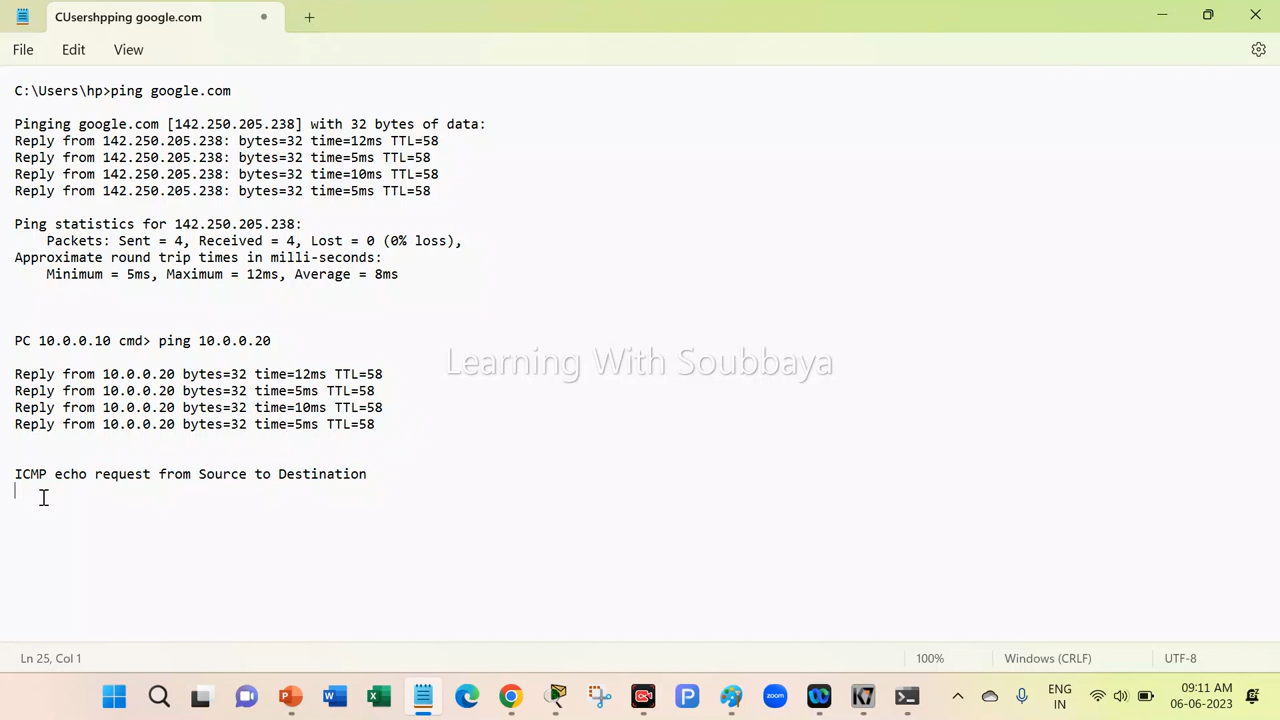 CUsershpping google.com
File Edit View
C:\Users\hp>ping google.com
Pinging google.com [142.250.205.238] with 32 bytes of data:
Reply from 142.250.205.238: bytes=32 time=12ms TTL=58
Reply from 142.250.205.238: bytes=32 time=5ms TTL=58
Reply from 142.250.205.238: bytes=32 time=10ms TTL=58
Reply from 142.250.205.238: bytes=32 time=5ms TTL=58
Ping statistics for 142.250.205.238:
Packets: Sent = 4, Received = 4, Lost = 0 (0% loss),
Approximate round trip times in milli-seconds:
Minimum = 5ms, Maximum = 12ms, Average = 8ms
PC 10.0.0.10 cmd> ping 10.0.0.20
Learning With Soubbaya
Reply from 10.0.0.20 bytes=32 time=12ms TTL=58
Reply from 10.0.0.20 bytes=32 time=5ms TTL=58
Reply from 10.0.0.20 bytes=32 time=10ms TTL=58
Reply from 10.0.0.20 bytes=32 time=5ms TTL=58
ICMP echo request from Source to Destination
Ln 25, Col 1 100% Windows (CRLF) UTF-8
zoom
ENG
IN
09:11 AM
06-06-2023